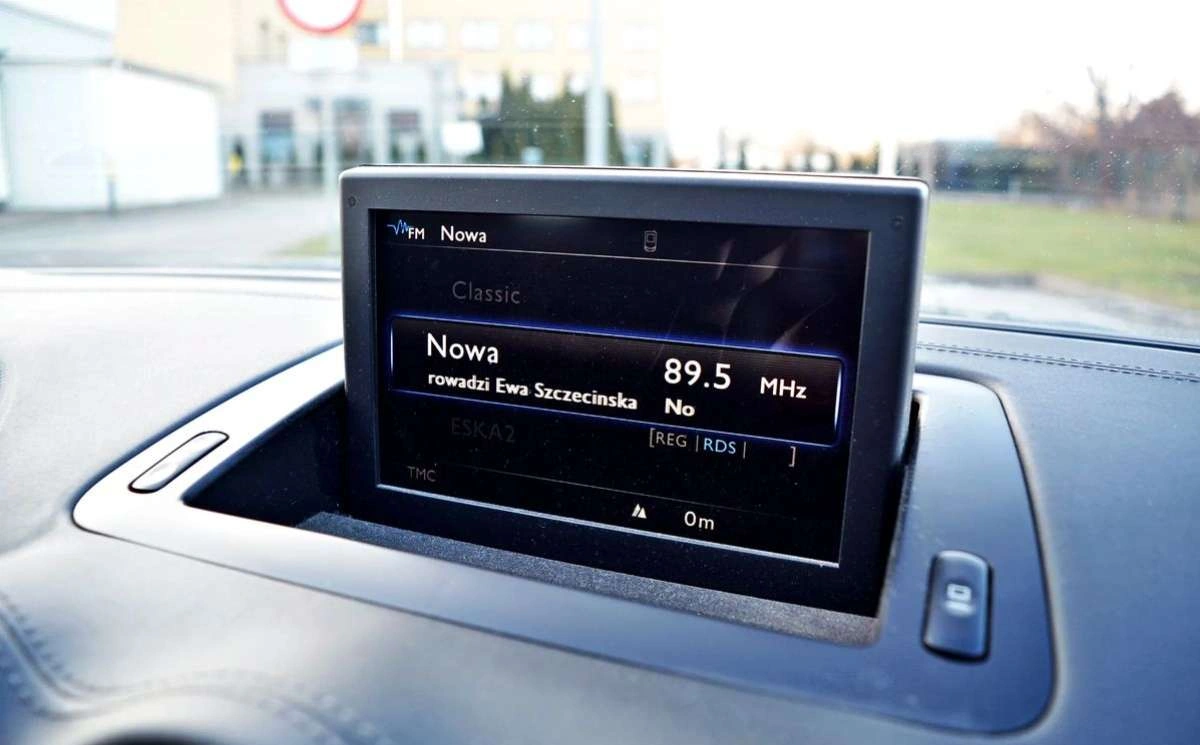 FM Nowa
Classic
Nowa 89.5 MHz
rowadzi Ewa Szczecinska No
ESKA2 [REG |RDS| ]
TMC
0m